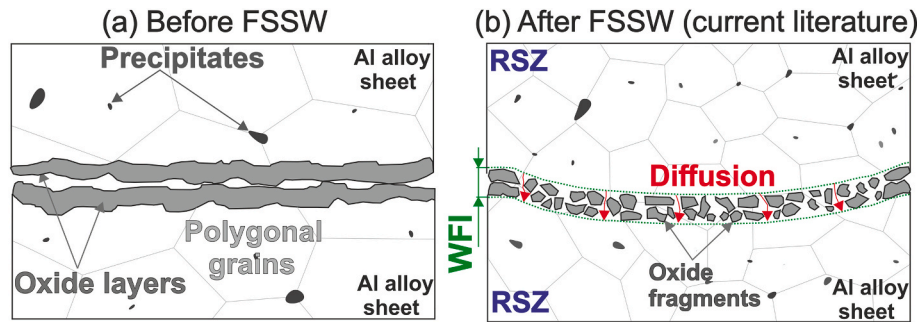 (a) Before FSSW
Precipitates
Al alloy
sheet
Polygonal
grains
Oxide layers
Al alloy
sheet
(b) After FSSW (current literature)
RSZ
Al alloy
sheet
Diffusion
WFI
Oxide
fragments
RSZ
Al alloy
sheet